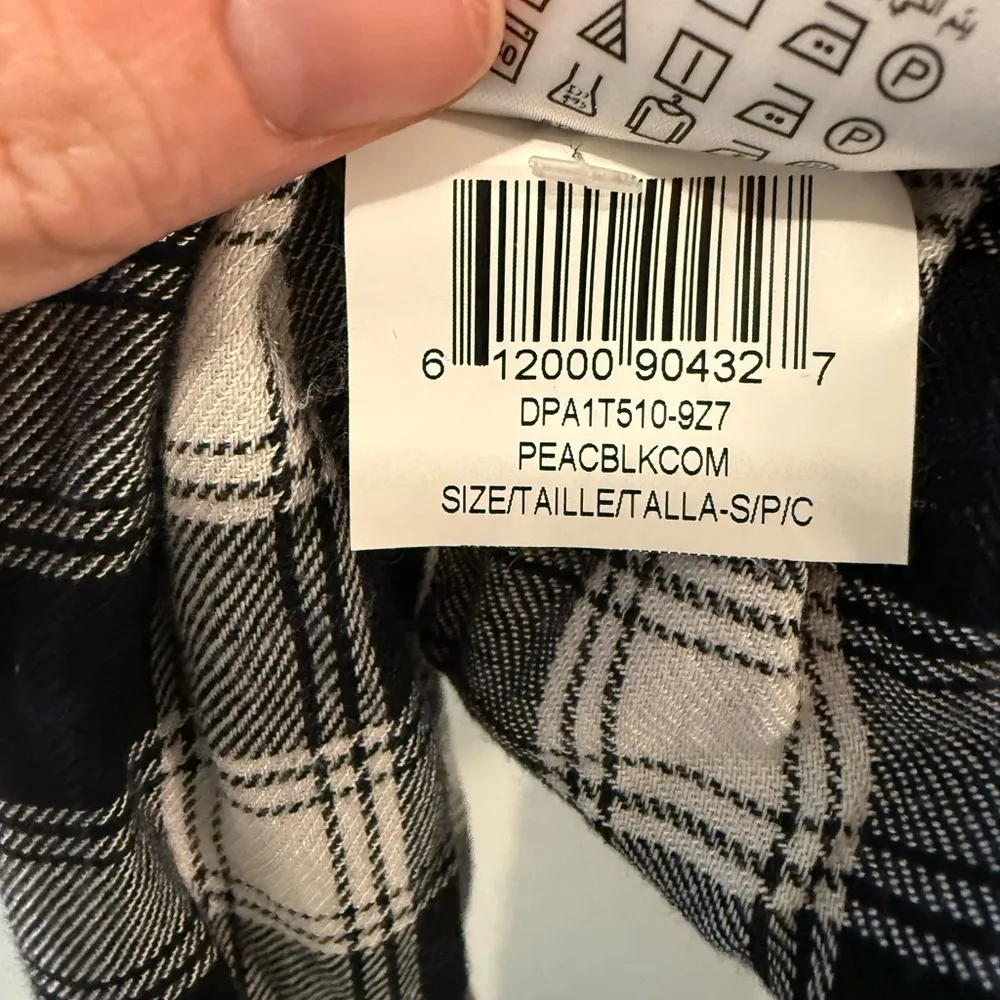 P
P
6 12000 90432 7
DPA1T510-9Z7
PEACBLKCOM
SIZE/TAILLE/TALLA-S/P/C